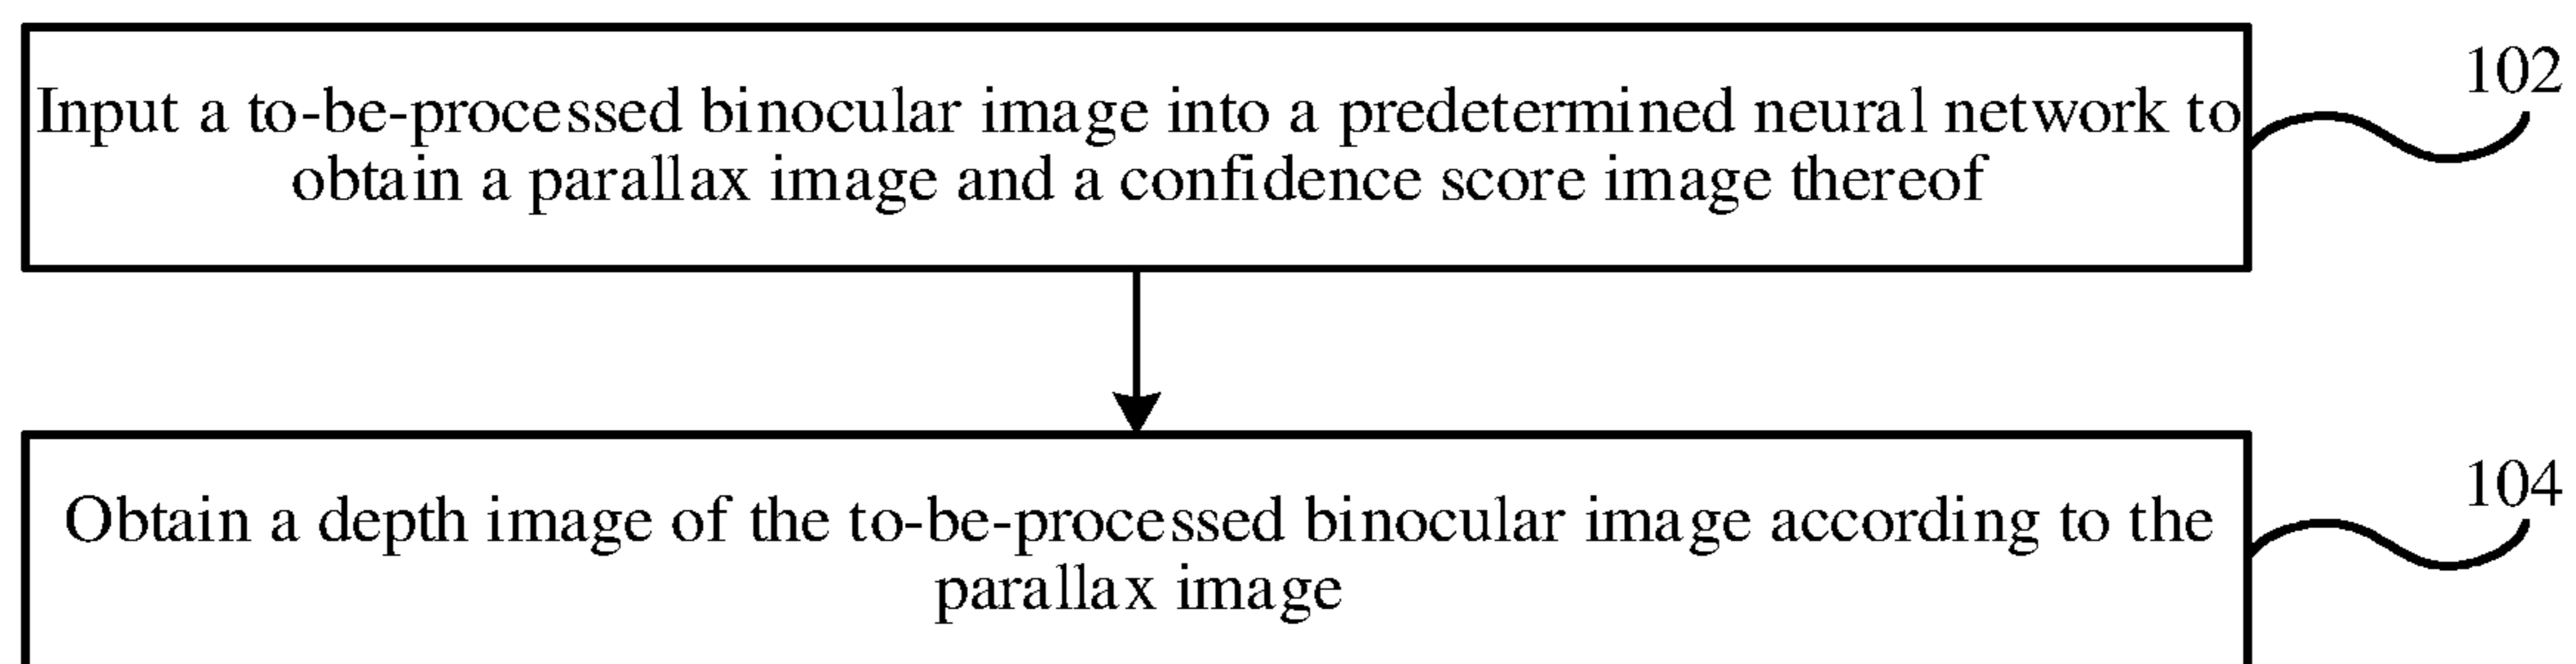 Input a to-be-processed binocular image into a predetermined neural network to
obtain a parallax image and a confidence score image thereof
102
Obtain a depth image of the to-be-processed binocular image according to the
parallax image
104